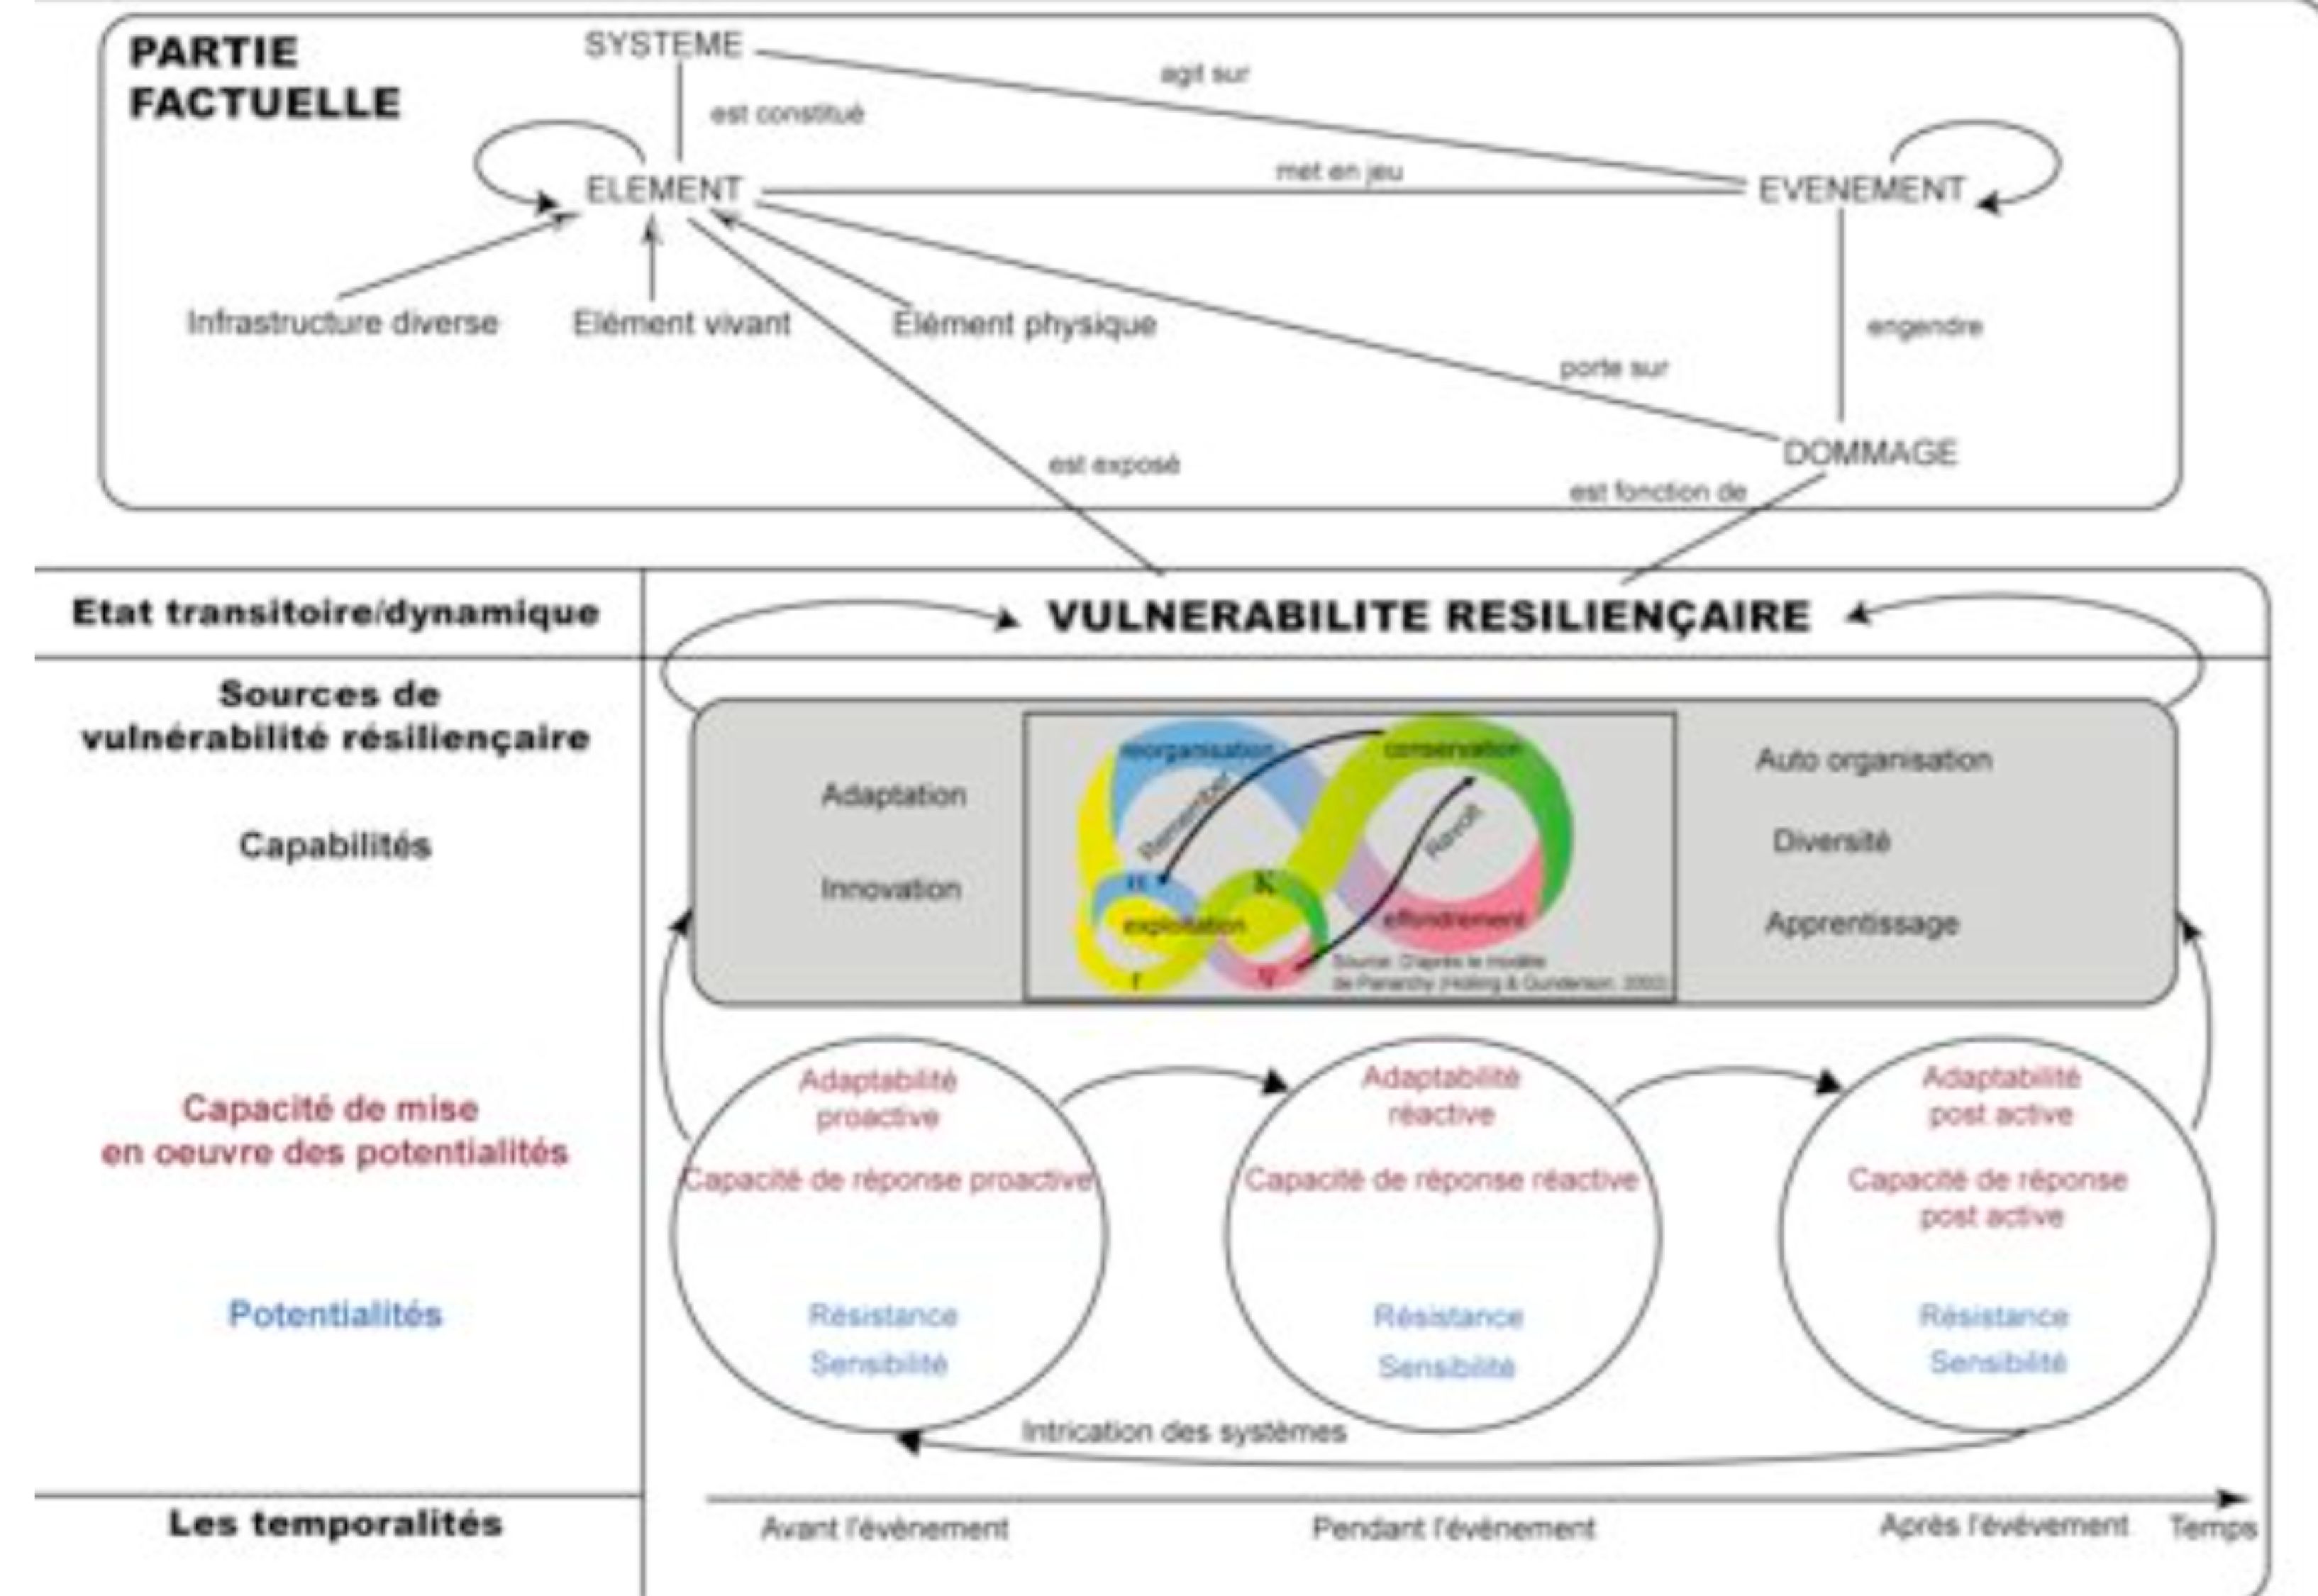 PARTIE
FACTUELLE
SYSTEME
agit sur
est constitué
met en jeu
ELEMENT
EVENEMENT
Infrastructure diverse
Elément vivant
Elément physique
engendre
porte sur
DOMMAGE
est exposé
est fonction de
Etat transitoire/dynamique
VULNERABILITE RESILIENÇAIRE
Sources de
vulnérabilité résiliençaire
Capabilités
Adaptation
Innovation
reorganisation
conservation
Remember
Revolt
K
exploitation
effondrement
r
Source: D'après le modèle
de Panarchy (Holling & Gunderson, 2002)
Auto organisation
Diversité
Apprentissage
Capacité de mise
en oeuvre des potentialités
Adaptabilité
proactive
Capacité de réponse proactive
Adaptabilité
réactive
Capacité de réponse réactive
Adaptabilité
post active
Capacité de réponse
post active
Potentialités
Résistance
Sensibilité
Résistance
Sensibilité
Résistance
Sensibilité
Intrication des systèmes
Les temporalités
Avant l'évènement
Pendant l'évènement
Après l'évévement
Temps